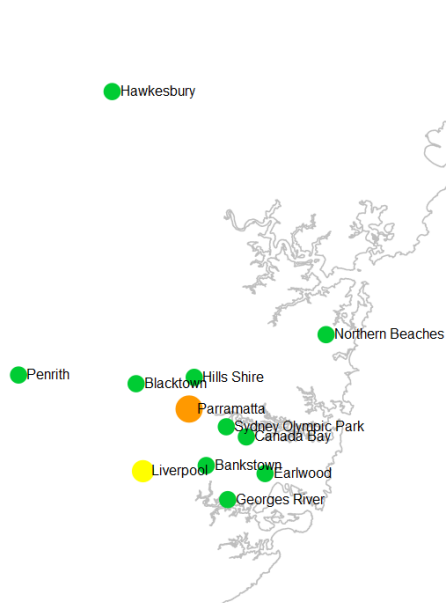 Hawkesbury
Northern Beaches
Penrith
Hills Shire
Blacktown
Parramatta
Sydney Olympic Park
Canada Bay
Bankstown
Liverpool
Earlwood
Georges River